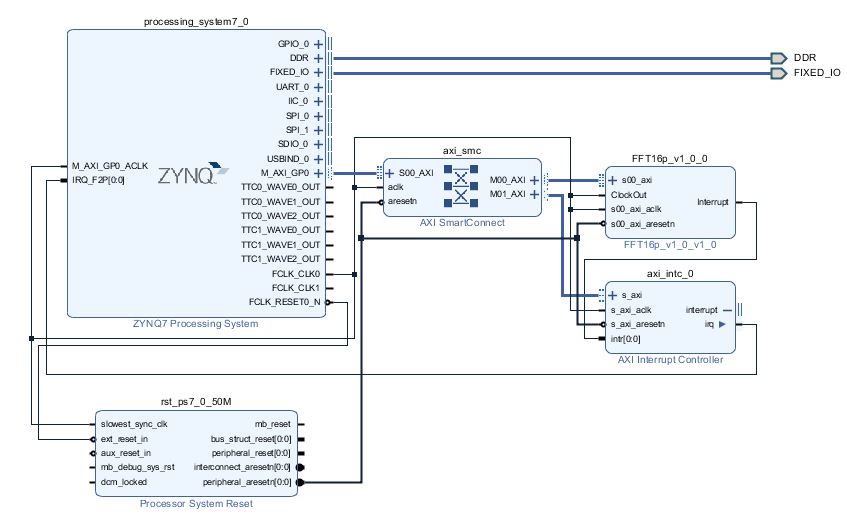 processing_system7_0
GPIO_0
DDR
FIXED_IO
UART_0
IIC_0
SPI_0
SPI_1
SDIO_0
USBIND_0
M_AXI_GP0_ACLK
M_AXI_GP0
IRQ_F2P[0:0]
ZYNQ
TTC0_WAVE0_OUT
TTC0_WAVE1_OUT
TTC0_WAVE2_OUT
TTC1_WAVE0_OUT
TTC1_WAVE1_OUT
TTC1_WAVE2_OUT
FCLK_CLK0
FCLK_CLK1
FCLK_RESET0_N
ZYNQ7 Processing System
DDR
FIXED_IO
axi_smc
S00_AXI
aclk
aresetn
M00_AXI
M01_AXI
AXI SmartConnect
FFT16p_v1_0_0
s00_axi
ClockOut
s00_axi_aclk
s00_axi_aresetn
Interrupt
FFT16p_v1_0_v1_0
axi_intc_0
s_axi
s_axi_aclk
s_axi_aresetn
intr[0:0]
interrupt
irq
AXI Interrupt Controller
rst_ps7_0_50M
slowest_sync_clk
ext_reset_in
aux_reset_in
mb_debug_sys_rst
dcm_locked
mb_reset
bus_struct_reset[0:0]
peripheral_reset[0:0]
interconnect_aresetn[0:0]
peripheral_aresetn[0:0]
Processor System Reset